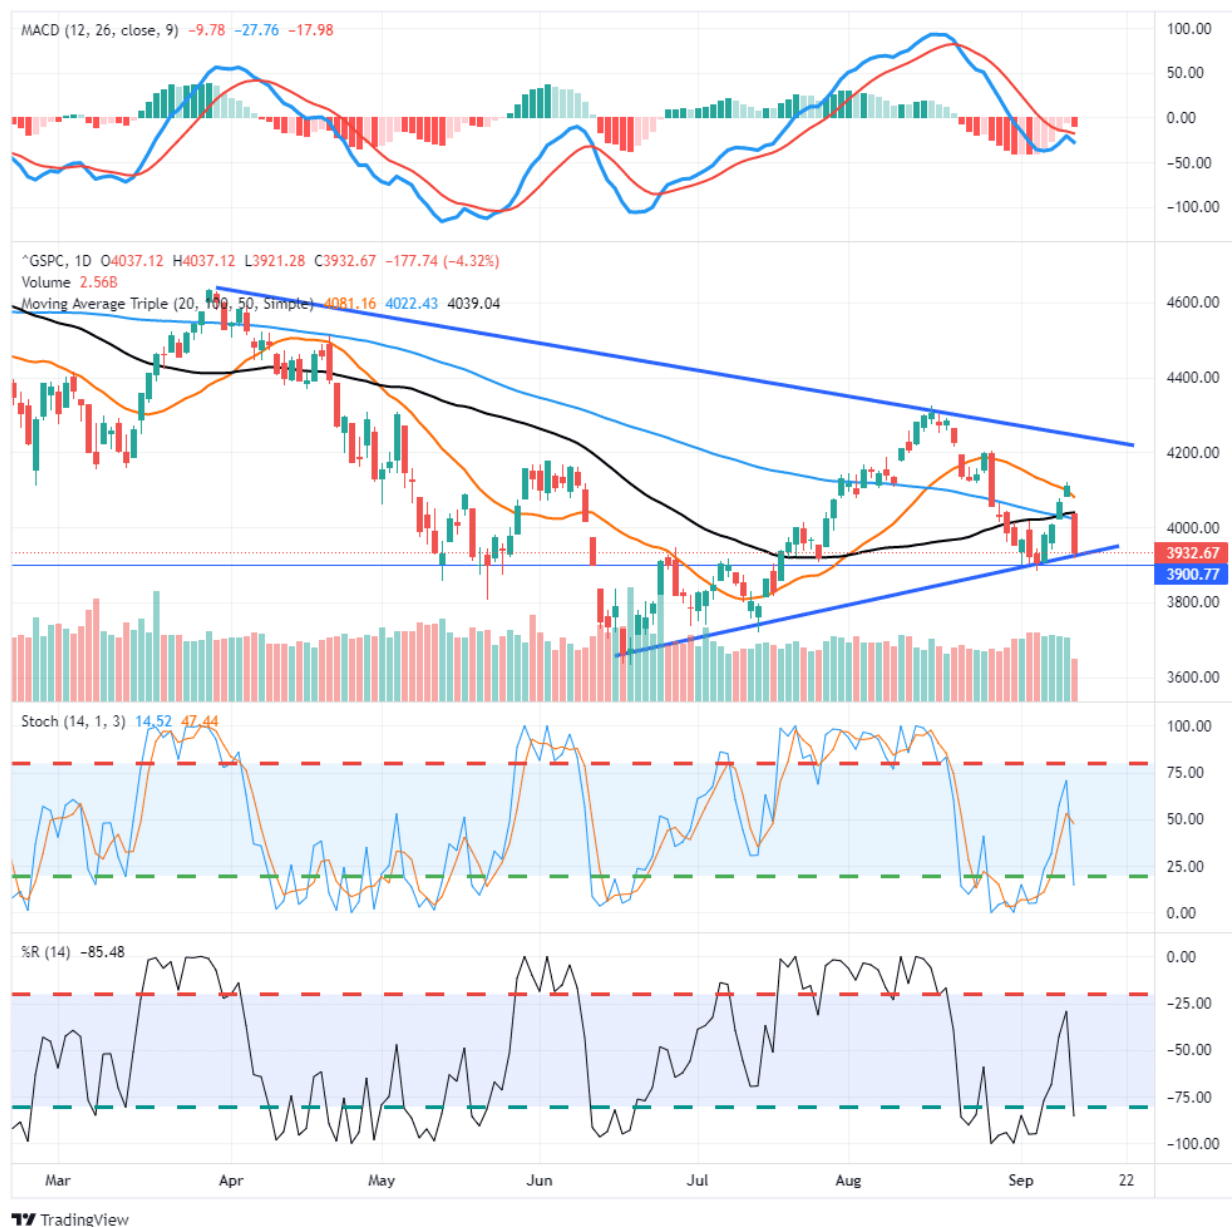 MACD (12, 26, close, 9) −9.78 −27.76 −17.98
100.00
50.00
0.00
−50.00
−100.00
^GSPC, 1D O4037.12 H4037.12 L3921.28 C3932.67 −177.74 (−4.32%)
Volume 2.56B
Moving Average Triple (20, 100, 50, Simple) 4081.16 4022.43 4039.04
4600.00
4400.00
4200.00
4000.00
3932.67
3900.77
3800.00
3600.00
Stoch (14, 1, 3) 14.52 47.44
100.00
75.00
50.00
25.00
0.00
%R (14) −85.48
0.00
−25.00
−50.00
−75.00
−100.00
Mar Apr May Jun Jul Aug Sep 22
TradingView